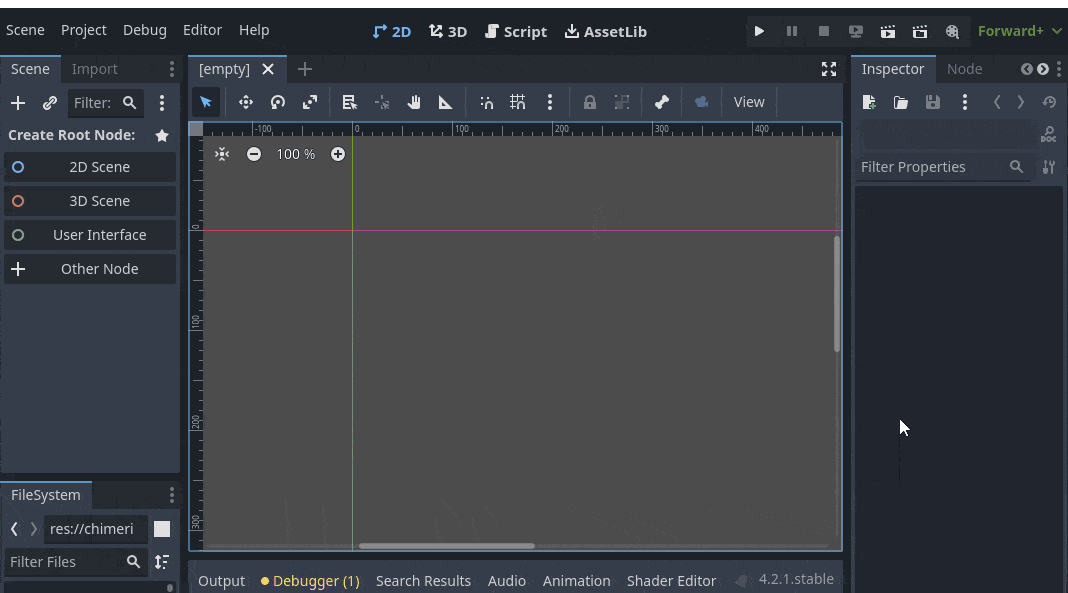 Scene Project Debug Editor Help 2D 3D Script AssetLib Forward+
Scene Import [empty] Inspector Node
Filter: View
Create Root Node:
-100 0 100 200 300 400
100 %
2D Scene
Filter Properties
3D Scene
User Interface
0
Other Node
100
200
FileSystem
300
res://chimeri
Filter Files
Output Debugger (1) Search Results Audio Animation Shader Editor 4.2.1.stable